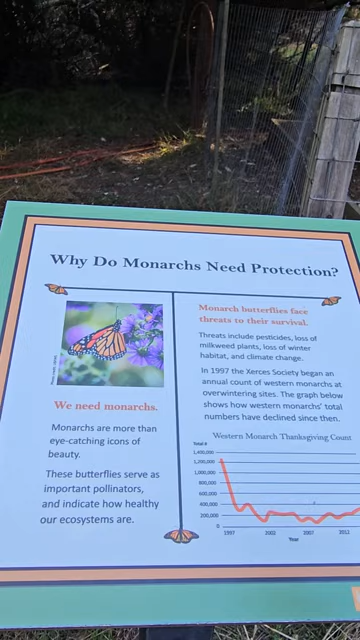 Why Do Monarchs Need Protection?
We need monarchs.
Monarchs are more than
eye-catching icons of
beauty.
These butterflies serve as
important pollinators,
and indicate how healthy
our ecosystems are.
Monarch butterflies face
threats to their survival.
Threats include pesticides, loss of
milkweed plants, loss of winter
habitat, and climate change.
In 1997 the Xerces Society began an
annual count of western monarchs at
overwintering sites. The graph below
shows how western monarchs' total
numbers have declined since then.
Western Monarch Thanksgiving Count
Total #
1,400,000
1,200,000
1,000,000
800,000
600,000
400,000
200,000
0
1997 2002 2007 2012
Year